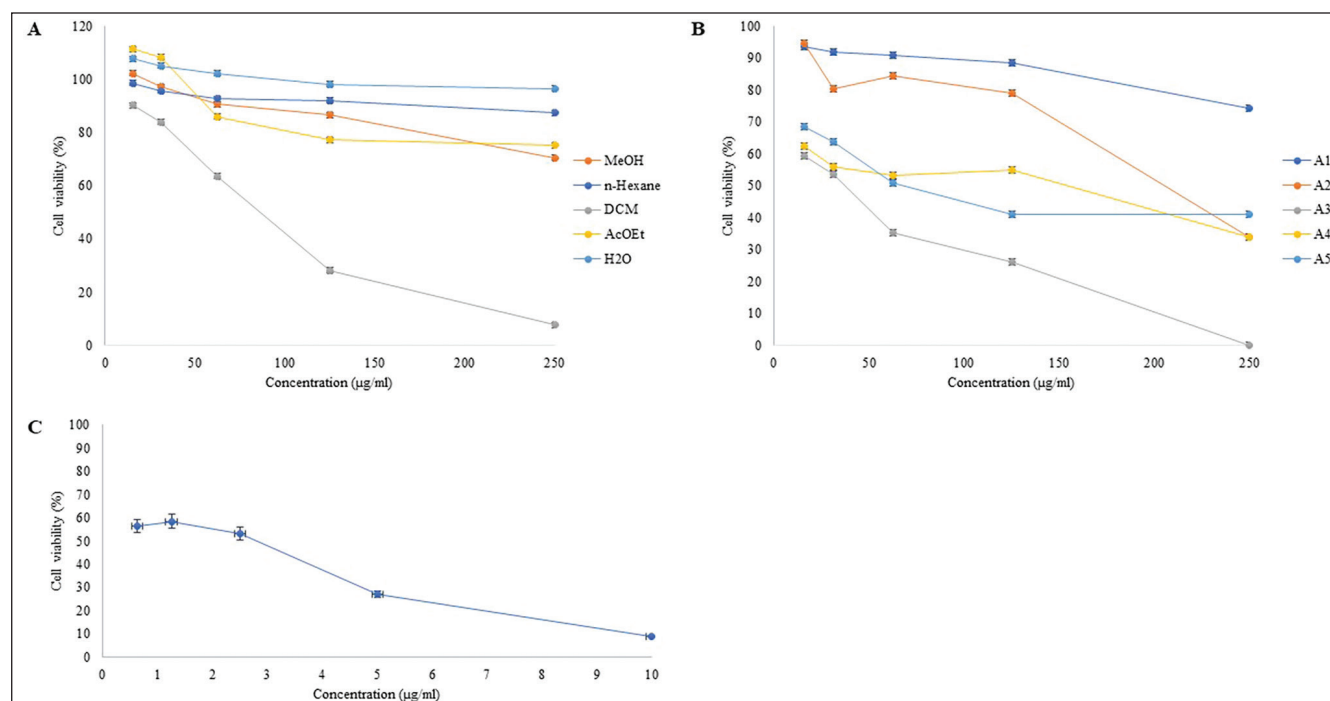 A
Cell viability (%)
120
100
80
60
40
20
0
0 50 100 150 200 250
Concentration (µg/ml)
MeOH
n-Hexane
DCM
AcOEt
H2O
B
Cell viability (%)
100
90
80
70
60
50
40
30
20
10
0
0 50 100 150 200 250
Concentration (µg/ml)
A1
A2
A3
A4
A5
C
Cell viability (%)
100
90
80
70
60
50
40
30
20
10
0
0 1 2 3 4 5 6 7 8 9 10
Concentration (µg/ml)